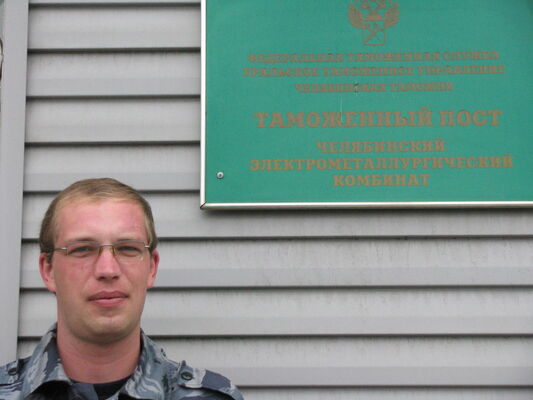 ФЕДЕРАЛЬНАЯ ТАМОЖЕННАЯ СЛУЖБА
УРАЛЬСКОЕ ТАМОЖЕННОЕ УПРАВЛЕНИЕ
ЧЕЛЯБИНСКАЯ ТАМОЖНЯ
ТАМОЖЕННЫЙ ПОСТ
ЧЕЛЯБИНСКИЙ
ЭЛЕКТРОМЕТАЛЛУРГИЧЕСКИЙ
КОМБИНАТ